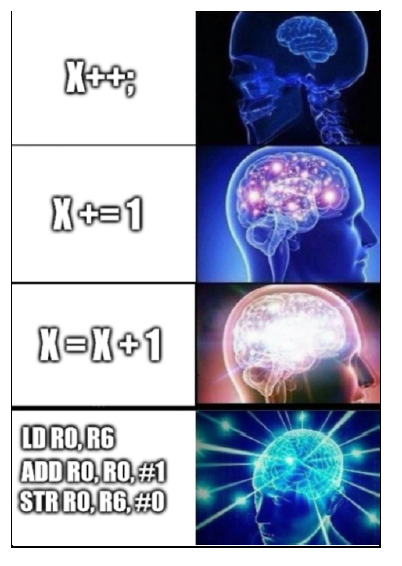 X++;
X += 1
X = X + 1
LD R0, R6
ADD R0, R0, #1
STR R0, R6, #0